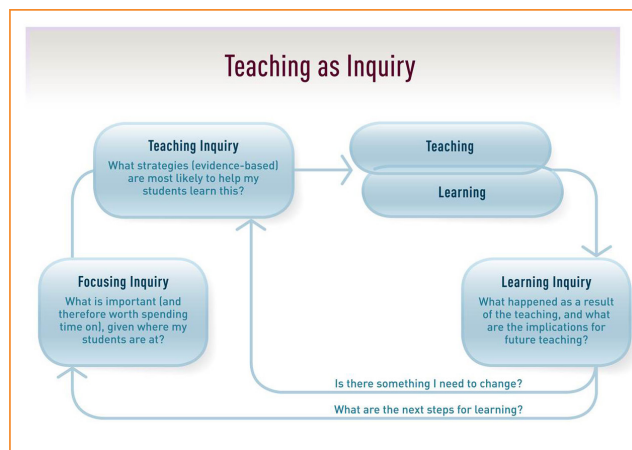 Teaching as Inquiry
Teaching Inquiry
What strategies (evidence-based)
are most likely to help my
students learn this?
Teaching
Learning
Focusing Inquiry
What is important (and
therefore worth spending
time on), given where my
students are at?
Learning Inquiry
What happened as a result
of the teaching, and what
are the implications for
future teaching?
Is there something I need to change?
What are the next steps for learning?